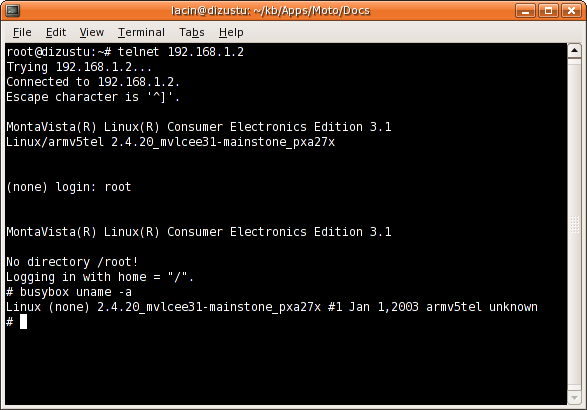 lacin@dizustu: ~/kb/Apps/Moto/Docs
File Edit View Terminal Tabs Help
root@dizustu:~# telnet 192.168.1.2
Trying 192.168.1.2...
Connected to 192.168.1.2.
Escape character is '^]'.
MontaVista(R) Linux(R) Consumer Electronics Edition 3.1
Linux/armv5tel 2.4.20_mvlcee31-mainstone_pxa27x
(none) login: root
MontaVista(R) Linux(R) Consumer Electronics Edition 3.1
No directory /root!
Logging in with home = "/".
# busybox uname -a
Linux (none) 2.4.20_mvlcee31-mainstone_pxa27x #1 Jan 1,2003 armv5tel unknown
#